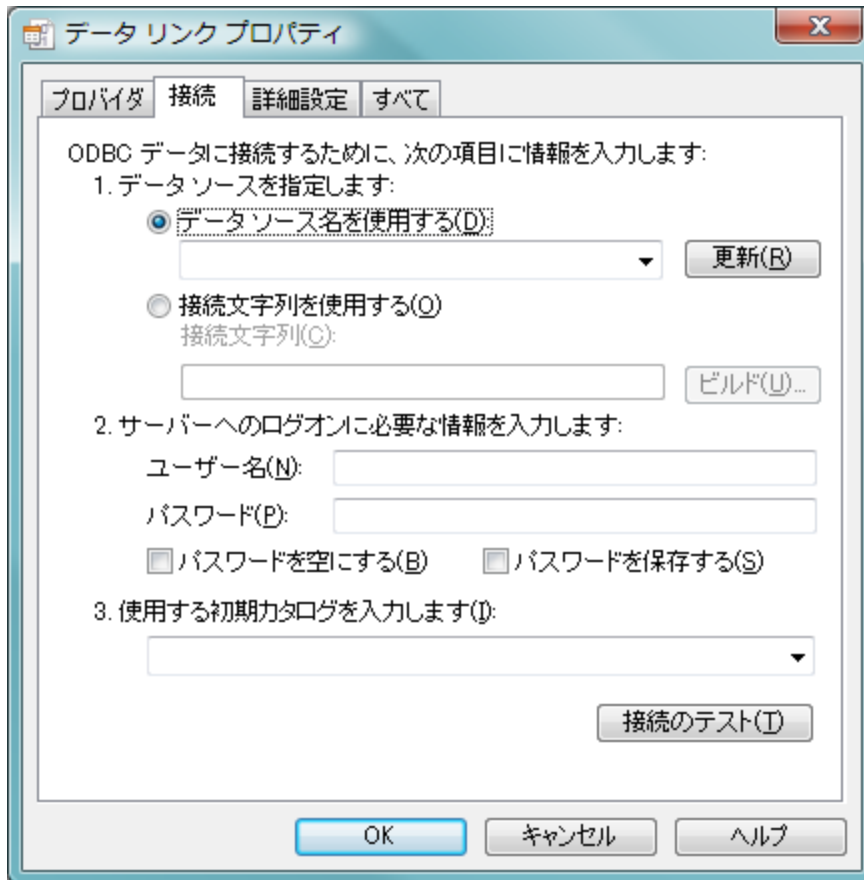 データ リンク プロパティ
プロバイダ 接続 詳細設定 すべて
ODBC データに接続するために、次の項目に情報を入力します:
1. データ ソースを指定します:
データ ソース名を使用する(D):
更新(R)
接続文字列を使用する(O)
接続文字列(C):
ビルド(U)...
2. サーバーへのログオンに必要な情報を入力します:
ユーザー名(N):
パスワード(P):
パスワードを空にする(B) パスワードを保存する(S)
3. 使用する初期カタログを入力します(I):
接続のテスト(T)
OK キャンセル ヘルプ